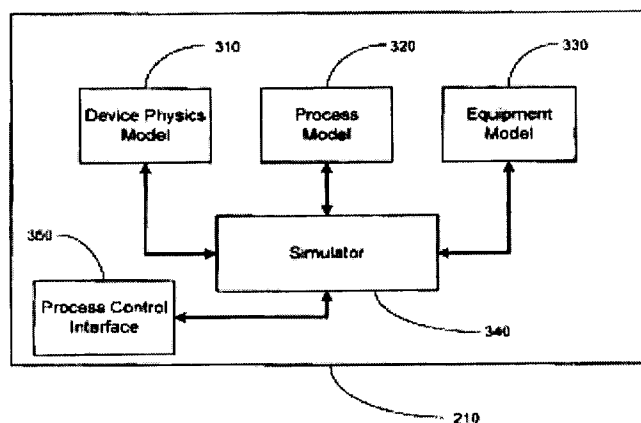 310
320
330
Device Physics
Model
Process
Model
Equipment
Model
350
Simulator
Process Control
Interface
340
210